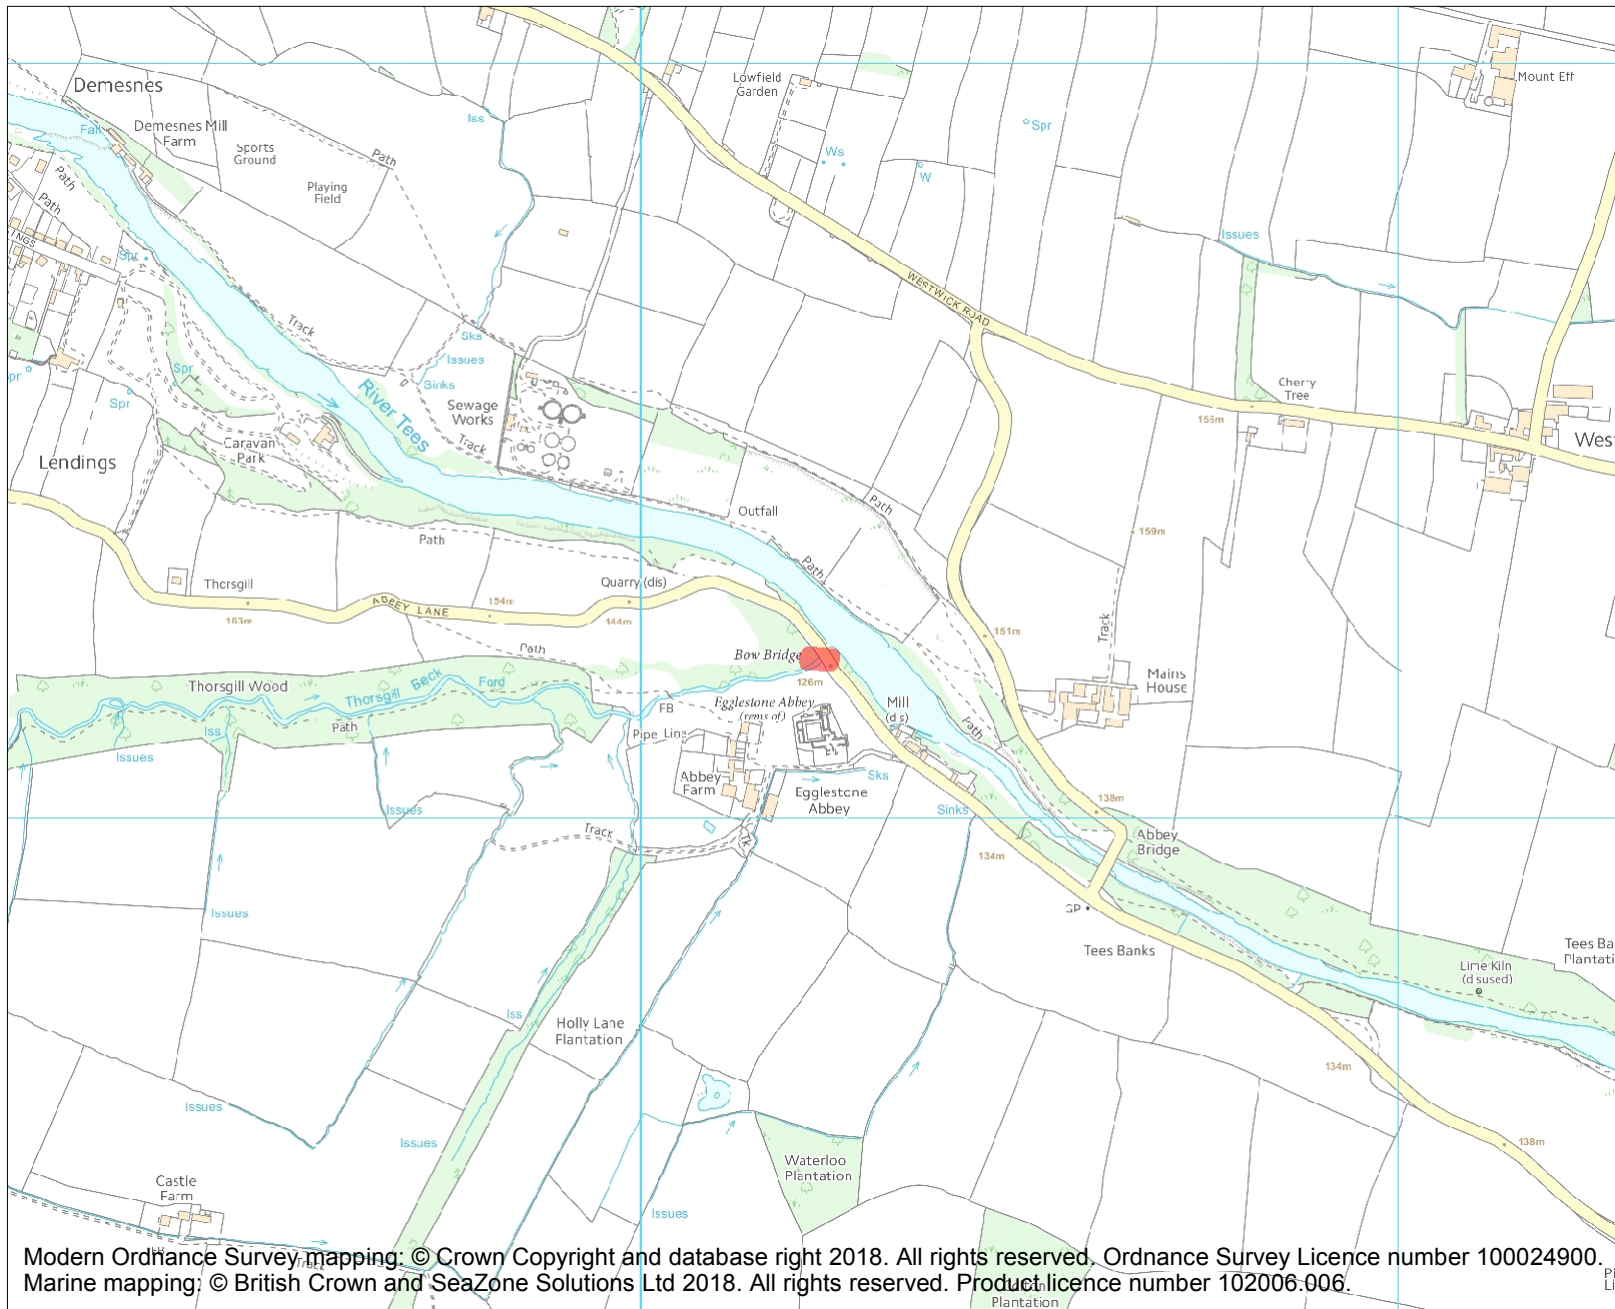 Demesnes
Fall
Demesnes Mill
Farm
Sports
Ground
Playing
Field
Path
Iss
Lowfield
Garden
Ws
W
Spr
Mount Eff
Path
Path
INGS
Spr
Issues
WESTWICK ROAD
Track
Sks
Issues
Sinks
River Tees
Sewage
Works
Track
Spr
Spr
Caravan
Park
Lendings
Cherry
Tree
155m
West
Path
Outfall
Path
Path
159m
Thorsgill
163m
ABBEY LANE
154m
144m
Quarry (dis)
151m
Track
Path
Bow Bridge
126m
Mains
House
Thorsgill Wood
Thorsgill Beck
Ford
FB
Egglestone Abbey
(rems of)
Mill
(d s)
Path
Iss
Path
Issues
Pipe Line
Abbey
Farm
Egglestone
Abbey
Sks
Sinks
Issues
138m
Abbey
Bridge
Track
Tk
134m
GP
Issues
Tees Banks
Tees Ba
Plantati
Lime Kiln
(d sused)
Iss
Holly Lane
Plantation
134m
Issues
Issues
138m
Waterloo
Plantation
Castle
Farm
Issues
Track
Plantation
Modern Ordnance Survey mapping: © Crown Copyright and database right 2018. All rights reserved. Ordnance Survey Licence number 100024900.
Marine mapping: © British Crown and SeaZone Solutions Ltd 2018. All rights reserved. Product licence number 102006.006.